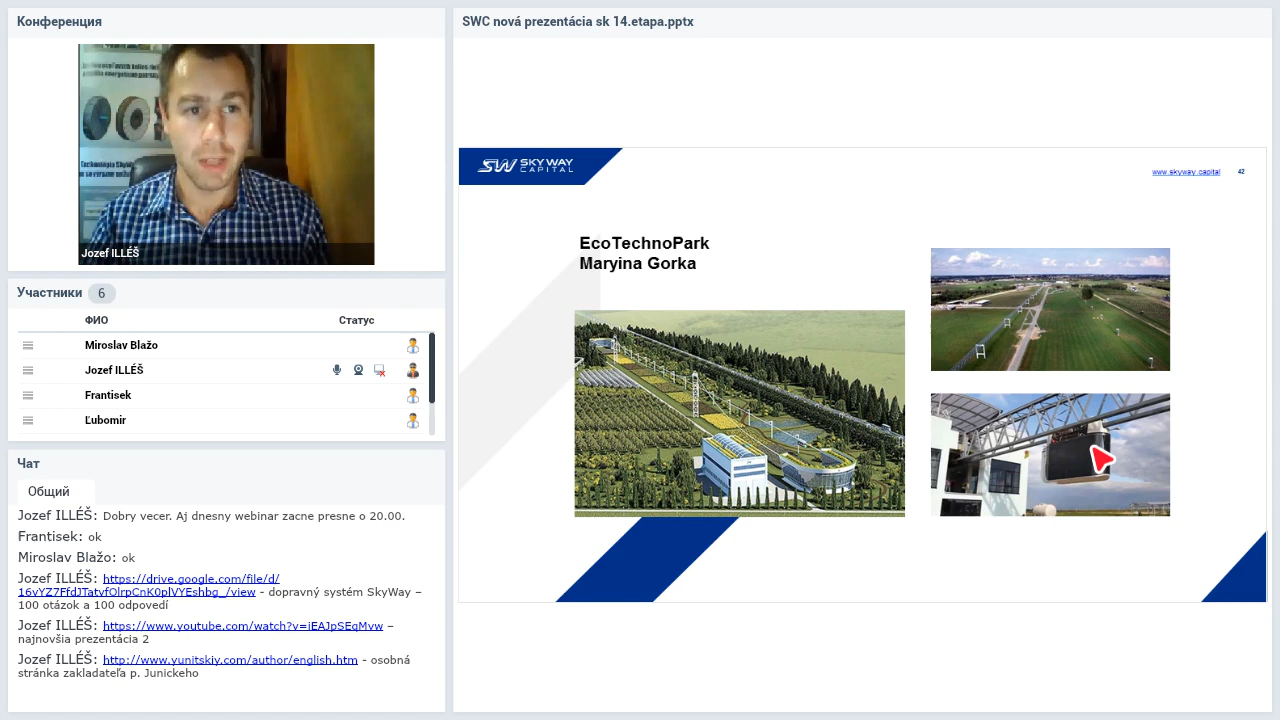 Конференция
Jozef ILLÉŠ
Участники 6
ФИО Статус
Miroslav Blažo
Jozef ILLÉŠ
Frantisek
Ľubomir
Чат
Общий
Jozef ILLÉŠ: Dobry vecer. Aj dnesny webinar zacne presne o 20.00.
Frantisek: ok
Miroslav Blažo: ok
Jozef ILLÉŠ: https://drive.google.com/file/d/
16vYZ7FfdJTatvfOlrpCnK0plVYEshbg_/view - dopravný systém SkyWay –
100 otázok a 100 odpovedí
Jozef ILLÉŠ: https://www.youtube.com/watch?v=iEAJpSEqMvw –
najnovšia prezentácia 2
Jozef ILLÉŠ: http://www.yunitskiy.com/author/english.htm - osobná
stránka zakladateľa p. Junickeho
SWC nová prezentácia sk 14.etapa.pptx
SW SKY WAY
CAPITAL
www.skyway.capital 42
EcoTechnoPark
Maryina Gorka